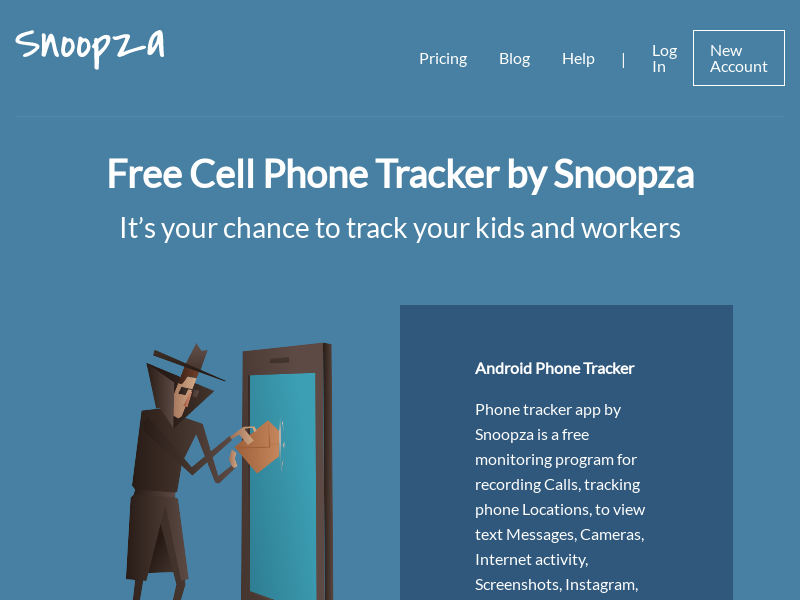 Snoopza
Pricing Blog Help | Log In New Account
Free Cell Phone Tracker by Snoopza
It’s your chance to track your kids and workers
Android Phone Tracker
Phone tracker app by
Snoopza is a free
monitoring program for
recording Calls, tracking
phone Locations, to view
text Messages, Cameras,
Internet activity,
Screenshots, Instagram,